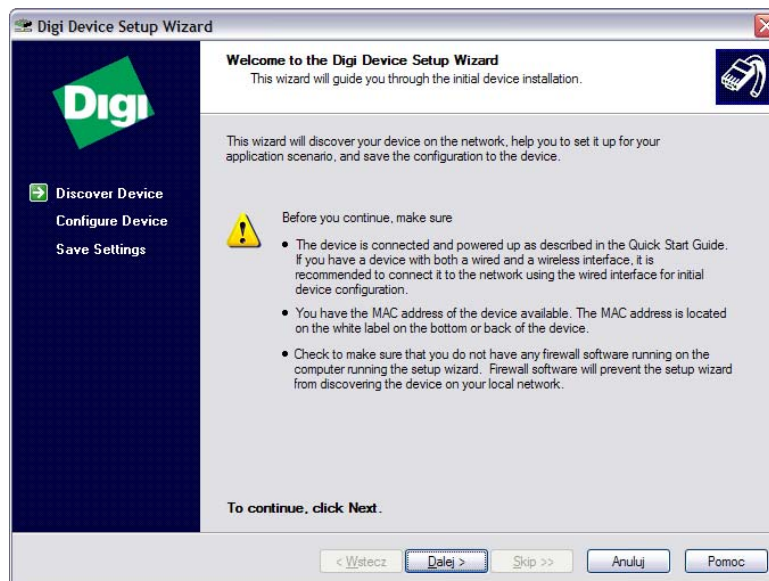 Digi Device Setup Wizard
Digi
Discover Device
Configure Device
Save Settings
Welcome to the Digi Device Setup Wizard
This wizard will guide you through the initial device installation.
This wizard will discover your device on the network, help you to set it up for your
application scenario, and save the configuration to the device.
Before you continue, make sure
• The device is connected and powered up as described in the Quick Start Guide.
If you have a device with both a wired and a wireless interface, it is
recommended to connect it to the network using the wired interface for initial
device configuration.
• You have the MAC address of the device available. The MAC address is located
on the white label on the bottom or back of the device.
• Check to make sure that you do not have any firewall software running on the
computer running the setup wizard. Firewall software will prevent the setup wizard
from discovering the device on your local network.
To continue, click Next.
< Wstecz
Dalej >
Skip >>
Anuluj
Pomoc